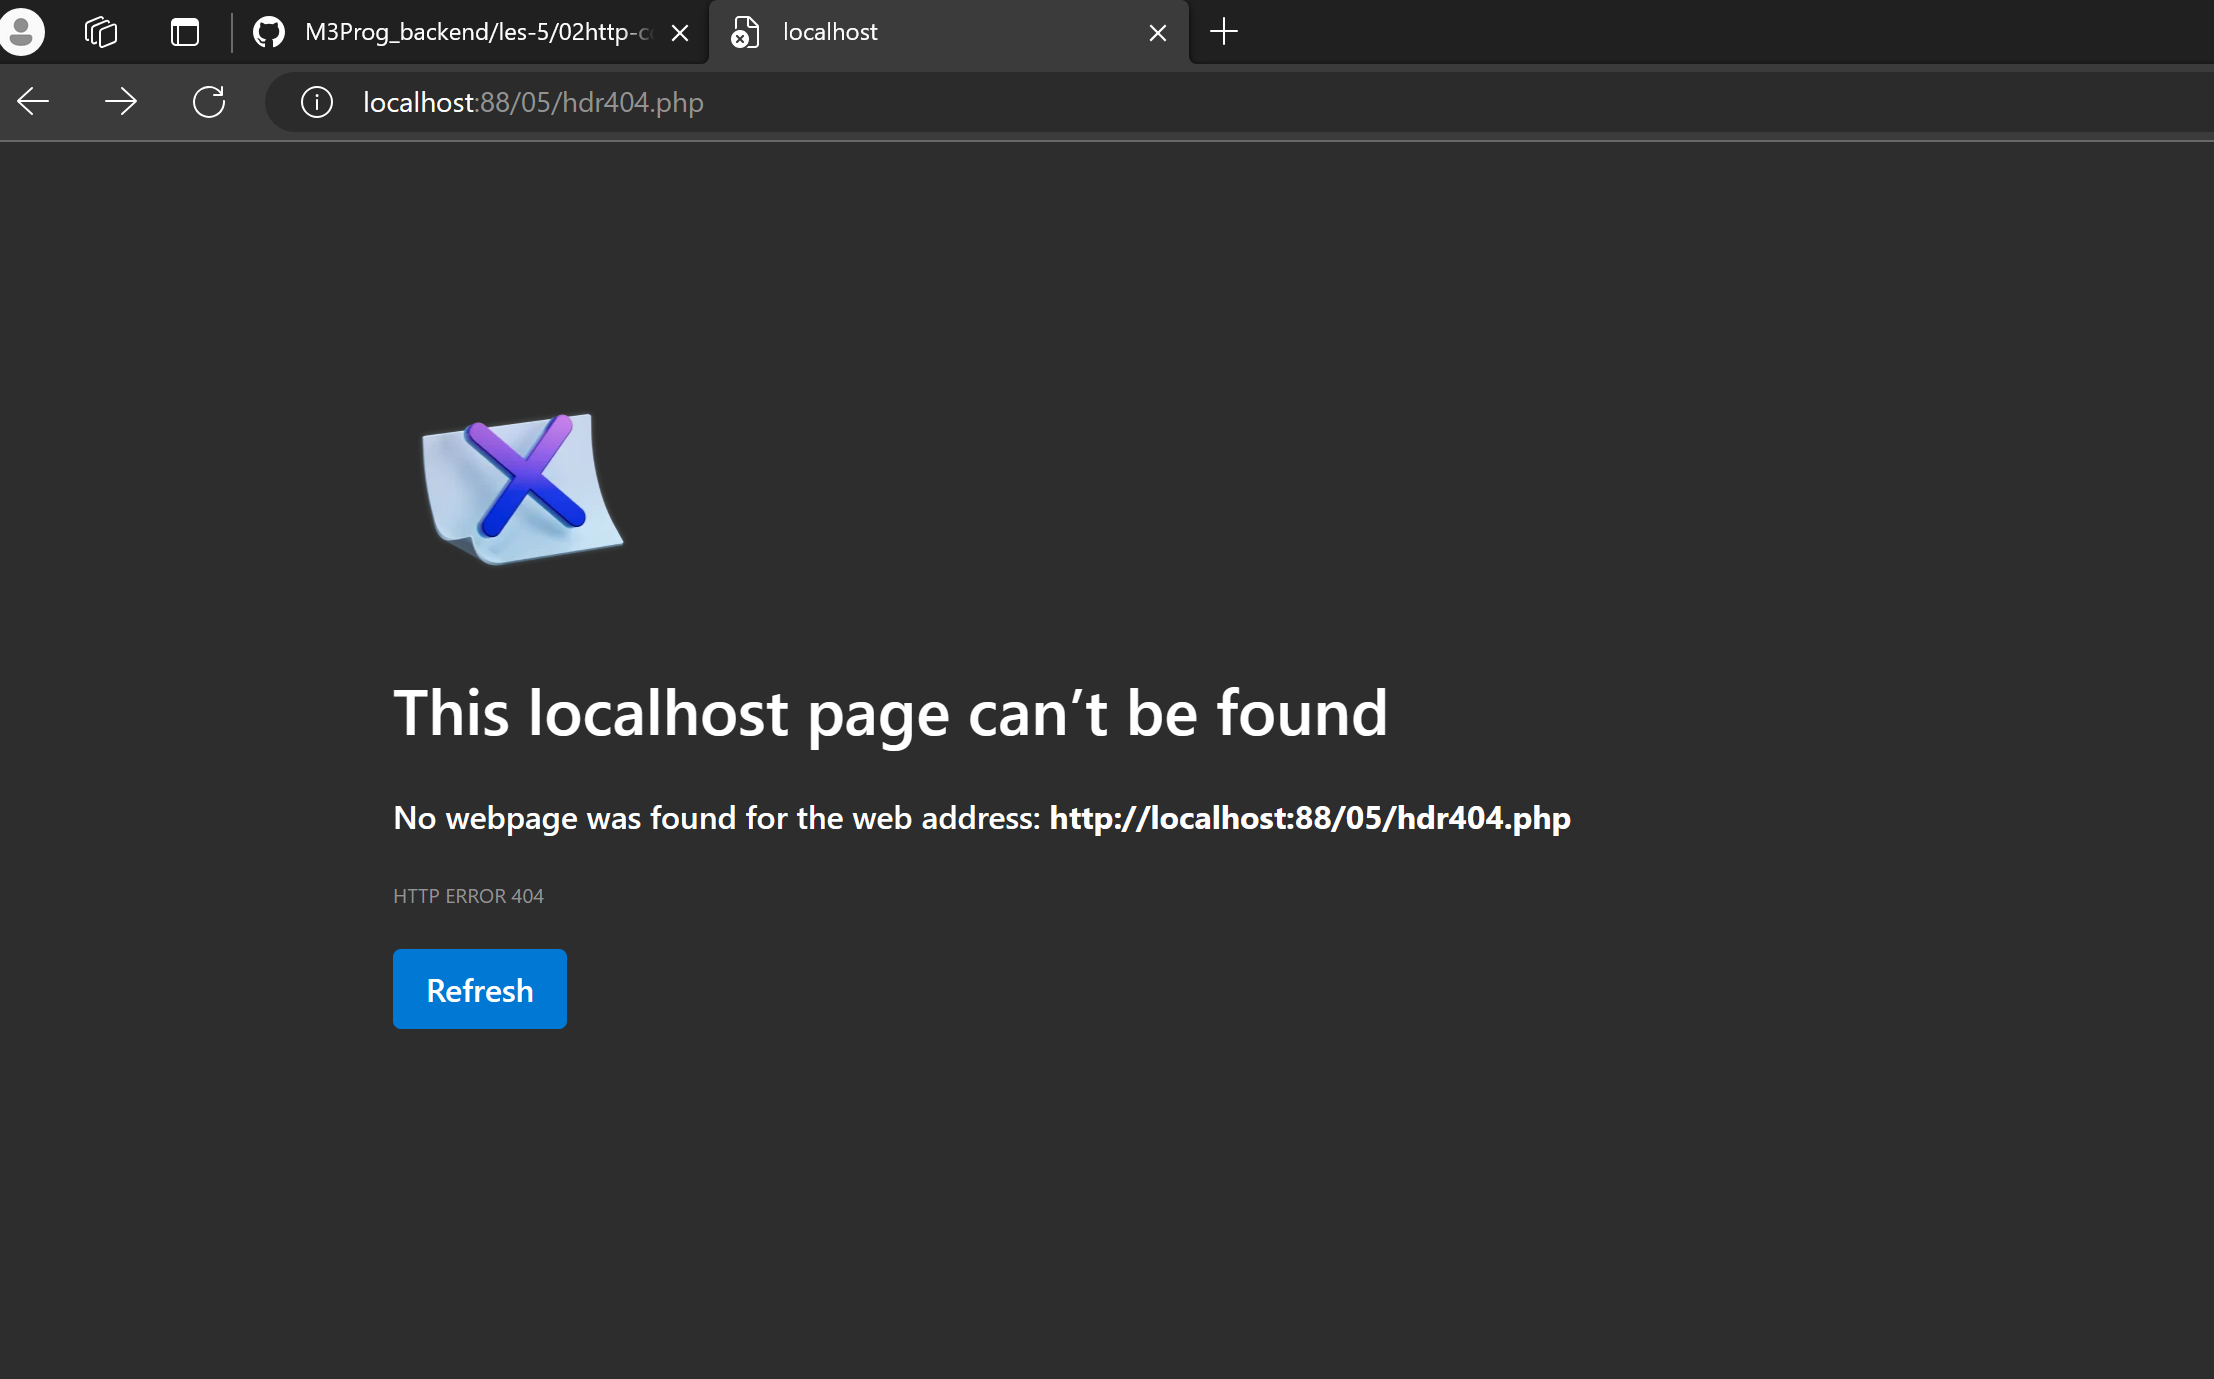 M3Prog_backend/les-5/02http-c
localhost
localhost:88/05/hdr404.php
This localhost page can’t be found
No webpage was found for the web address: http://localhost:88/05/hdr404.php
HTTP ERROR 404
Refresh